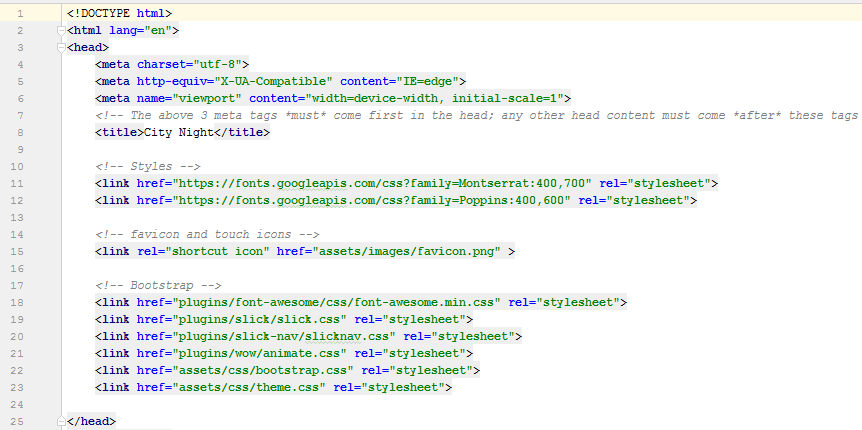 1 <!DOCTYPE html>
2 <html lang="en">
3 <head>
4 <meta charset="utf-8">
5 <meta http-equiv="X-UA-Compatible" content="IE=edge">
6 <meta name="viewport" content="width=device-width, initial-scale=1">
7 <!-- The above 3 meta tags *must* come first in the head; any other head content must come *after* these tags
8 <title>City Night</title>
9
10 <!-- Styles -->
11 <link href="https://fonts.googleapis.com/css?family=Montserrat:400,700" rel="stylesheet">
12 <link href="https://fonts.googleapis.com/css?family=Poppins:400,600" rel="stylesheet">
13
14 <!-- favicon and touch icons -->
15 <link rel="shortcut icon" href="assets/images/favicon.png" >
16
17 <!-- Bootstrap -->
18 <link href="plugins/font-awesome/css/font-awesome.min.css" rel="stylesheet">
19 <link href="plugins/slick/slick.css" rel="stylesheet">
20 <link href="plugins/slick-nav/slicknav.css" rel="stylesheet">
21 <link href="plugins/wow/animate.css" rel="stylesheet">
22 <link href="assets/css/bootstrap.css" rel="stylesheet">
23 <link href="assets/css/theme.css" rel="stylesheet">
24
25 </head>